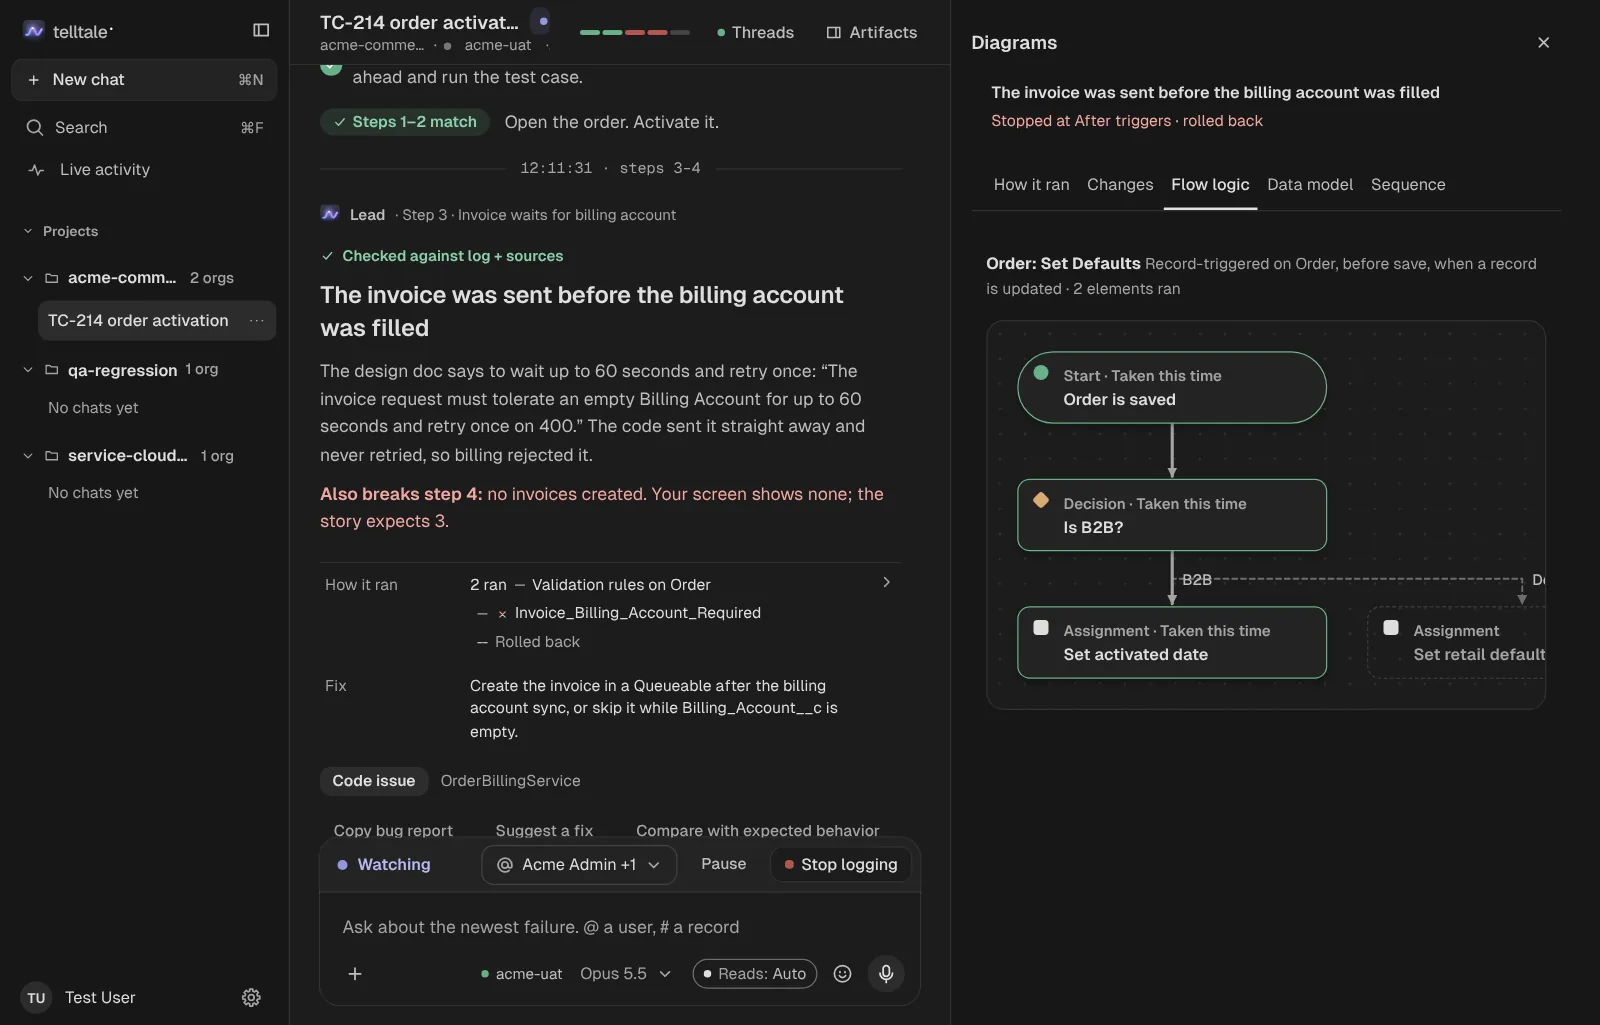 telltale
New chat ⌘N
Search ⌘F
Live activity
Projects
acme-comm... 2 orgs
TC-214 order activation ...
qa-regression 1 org
No chats yet
service-cloud... 1 org
No chats yet
TU Test User
TC-214 order activat...
acme-comme... · acme-uat ·
Threads
Artifacts
ahead and run the test case.
Steps 1–2 match Open the order. Activate it.
12:11:31 · steps 3–4
Lead · Step 3 · Invoice waits for billing account
Checked against log + sources
The invoice was sent before the billing account
was filled
The design doc says to wait up to 60 seconds and retry once: “The
invoice request must tolerate an empty Billing Account for up to 60
seconds and retry once on 400.” The code sent it straight away and
never retried, so billing rejected it.
Also breaks step 4: no invoices created. Your screen shows none; the
story expects 3.
How it ran 2 ran — Validation rules on Order
— × Invoice_Billing_Account_Required
— Rolled back
Fix Create the invoice in a Queueable after the billing
account sync, or skip it while Billing_Account__c is
empty.
Code issue OrderBillingService
Copy bug report Suggest a fix Compare with expected behavior
Watching @ Acme Admin +1 Pause Stop logging
Ask about the newest failure. @ a user, # a record
+ acme-uat Opus 5.5 Reads: Auto
Diagrams
The invoice was sent before the billing account was filled
Stopped at After triggers · rolled back
How it ran Changes Flow logic Data model Sequence
Order: Set Defaults Record-triggered on Order, before save, when a record
is updated · 2 elements ran
Start · Taken this time
Order is saved
Decision · Taken this time
Is B2B?
B2B
Assignment · Taken this time
Set activated date
Assignment
Set retail default